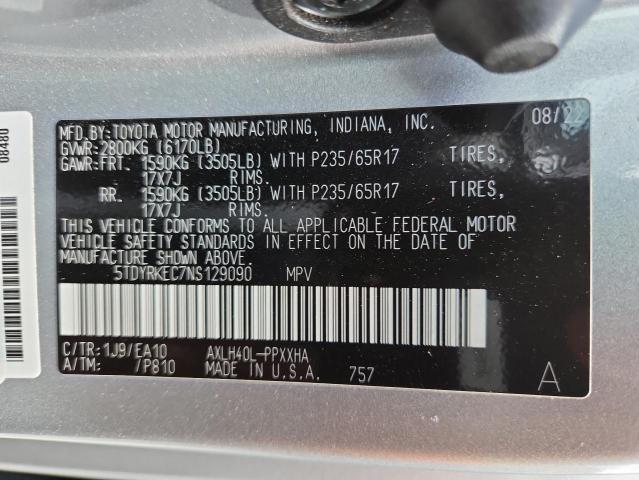 08/22
MFD.BY:TOYOTA MOTOR MANUFACTURING, INDIANA, INC.
GVWR:2800KG (6170LB)
GAWR:FRT. 1590KG (3505LB) WITH P235/65R17 TIRES,
17X7J RIMS.
RR. 1590KG (3505LB) WITH P235/65R17 TIRES,
17X7J RIMS.
THIS VEHICLE CONFORMS TO ALL APPLICABLE FEDERAL MOTOR
VEHICLE SAFETY STANDARDS IN EFFECT ON THE DATE OF
MANUFACTURE SHOWN ABOVE.
5TDYRKEC7NS129090 MPV
C/TR:1J9/EA10 AXLH40L-PPXXHA
A/TM: /P810 MADE IN U.S.A. 757 A
08480